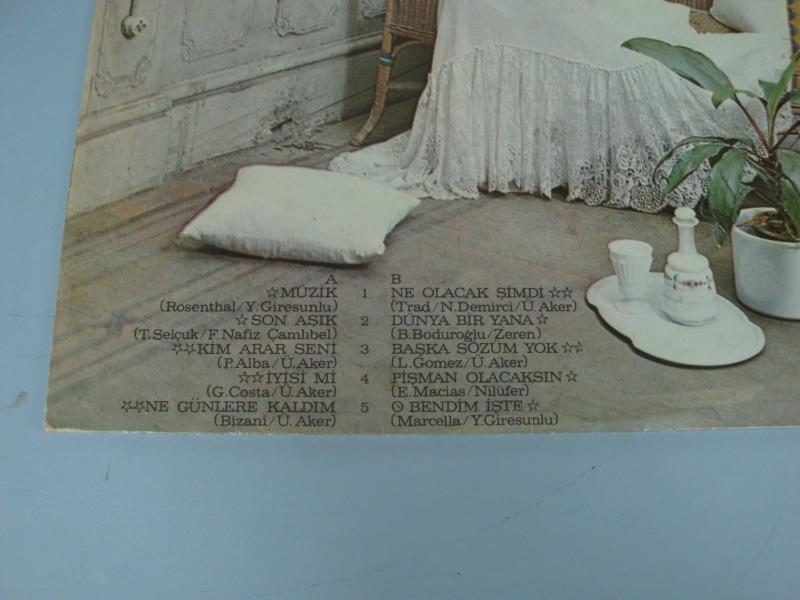 A
☆MÜZİK
(Rosenthal/Y. Giresunlu)
☆SON AŞIK
(T. Selçuk/F. Nafiz Çamlıbel)
☆☆KİM ARAR SENİ
(P. Alba/Ü. Aker)
☆☆İYİSİ Mİ
(G. Costa/Ü. Aker)
☆☆NE GÜNLERE KALDIM
(Bizani/Ü. Aker)
1
2
3
4
5
B
NE OLACAK ŞİMDİ☆☆
(Trad/N. Demirci/Ü. Aker)
DÜNYA BİR YANA☆
(B. Boduroğlu/Zeren)
BAŞKA SÖZÜM YOK☆☆
(L. Gomez/Ü. Aker)
PİŞMAN OLACAKSIN☆
(E. Macias/Nilüfer)
O BENDİM İŞTE☆
(Marcella/Y. Giresunlu)